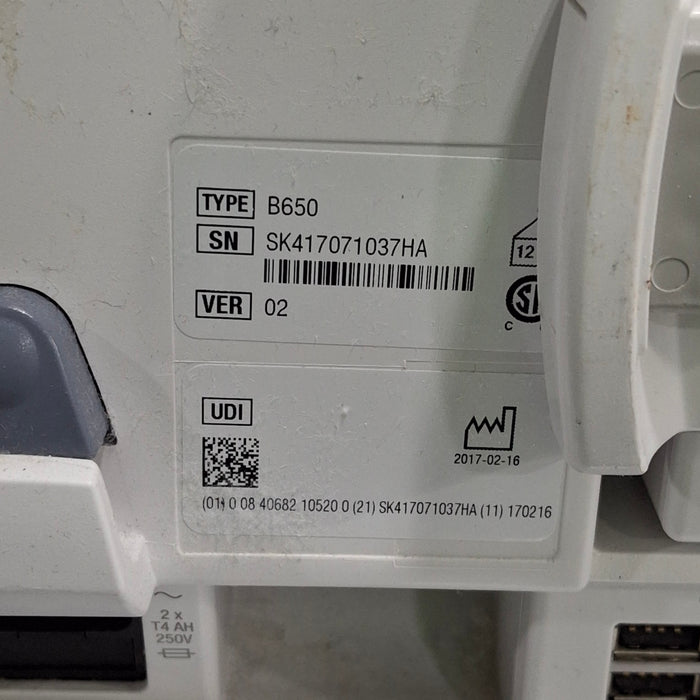 TYPE B650
SN SK417071037HA
12
VER 02
C
UDI
2017-02-16
(01) 0 08 40682 10520 0 (21) SK417071037HA (11) 170216
2 x
T4 AH
250V